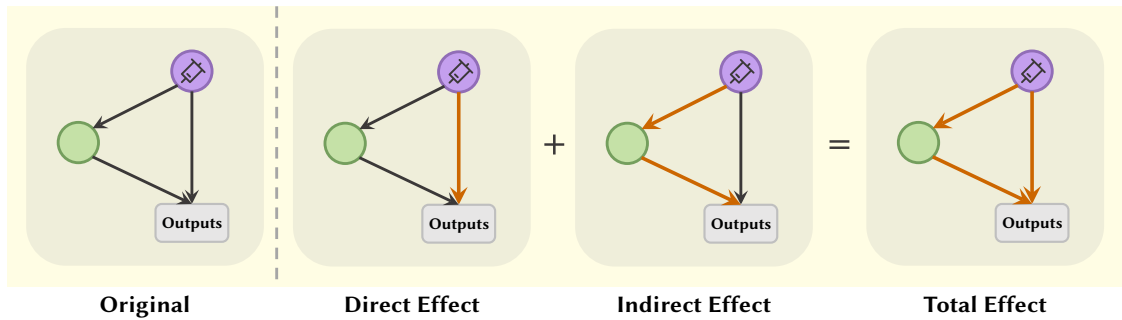 Outputs
Outputs
+
Outputs
=
Outputs
Original
Direct Effect
Indirect Effect
Total Effect